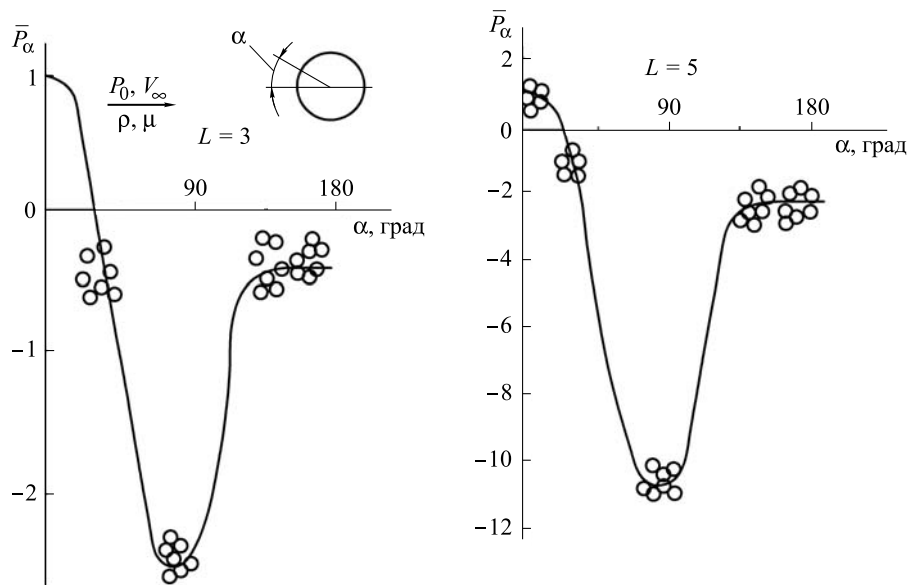 P̅α
1
0
−1
−2
P₀, V∞
ρ, μ
α
L = 3
90
180
α, град
P̅α
2
0
−2
−4
−6
−8
−10
−12
L = 5
90
180
α, град